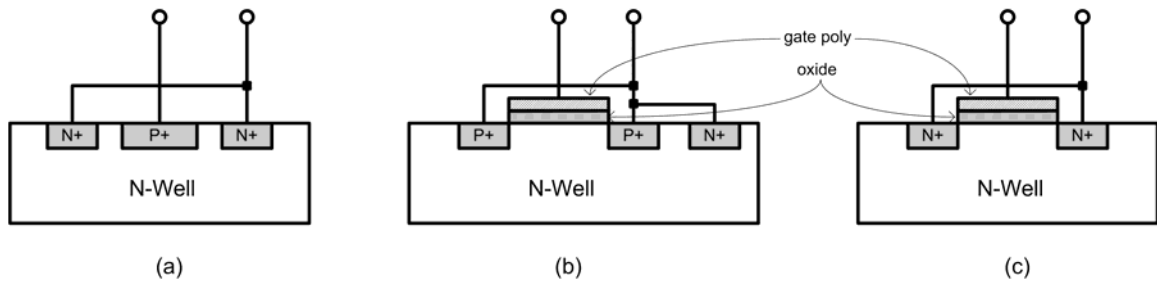 gate poly
oxide
N+ P+ N+
P+ P+ N+
N+ N+
N-Well
N-Well
N-Well
(a)
(b)
(c)